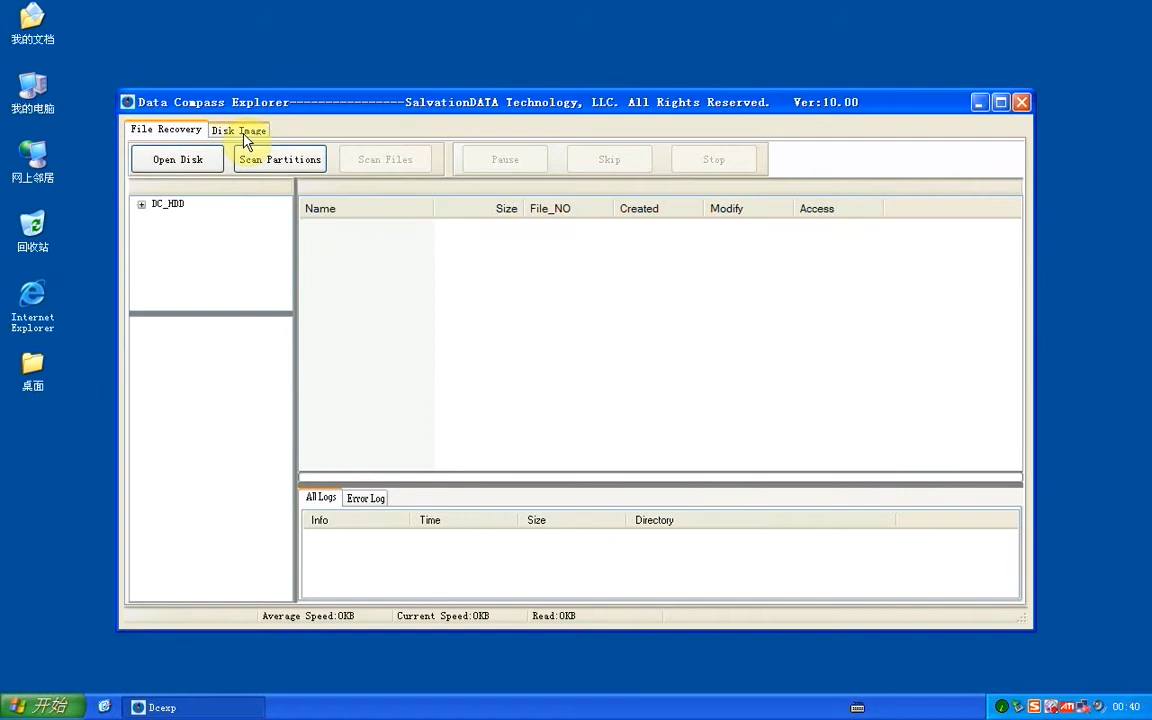 我的文档
我的电脑
网上邻居
回收站
Internet
Explorer
桌面
Data Compass Explorer----------------SalvationDATA Technology, LLC. All Rights Reserved. Ver:10.00
File Recovery Disk Image
Open Disk Scan Partitions Scan Files Pause Skip Stop
DC_HDD
Name Size File_NO Created Modify Access
All Logs Error Log
Info Time Size Directory
Average Speed:0KB Current Speed:0KB Read:0KB
开始 Dcexp 00:40